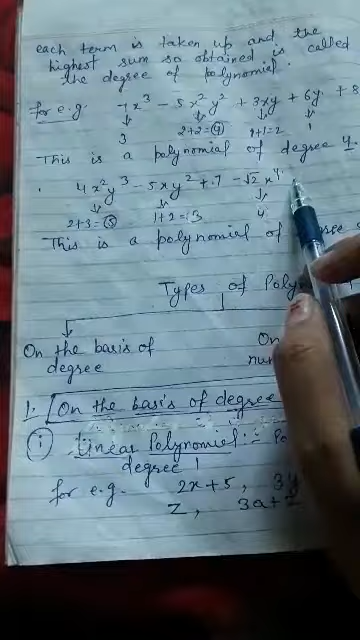 each term is taken up and the
highest sum so obtained is called
the degree of polynomial.
for e.g. 7x³ - 5x²y² + 3xy + 6y + 8
3 2+2=④ 1+1=2 1
This is a polynomial of degree 4.
4x²y³ - 5xy² + .7 - √2 x⁴
2+3=⑤ 1+2=3 4
This is a polynomial of
Types of Poly
On the basis of On
degree
1. On the basis of degree
(i) Linear Polynomial :-
degree 1
for e.g. 2x+5, 3y
z, 3a+